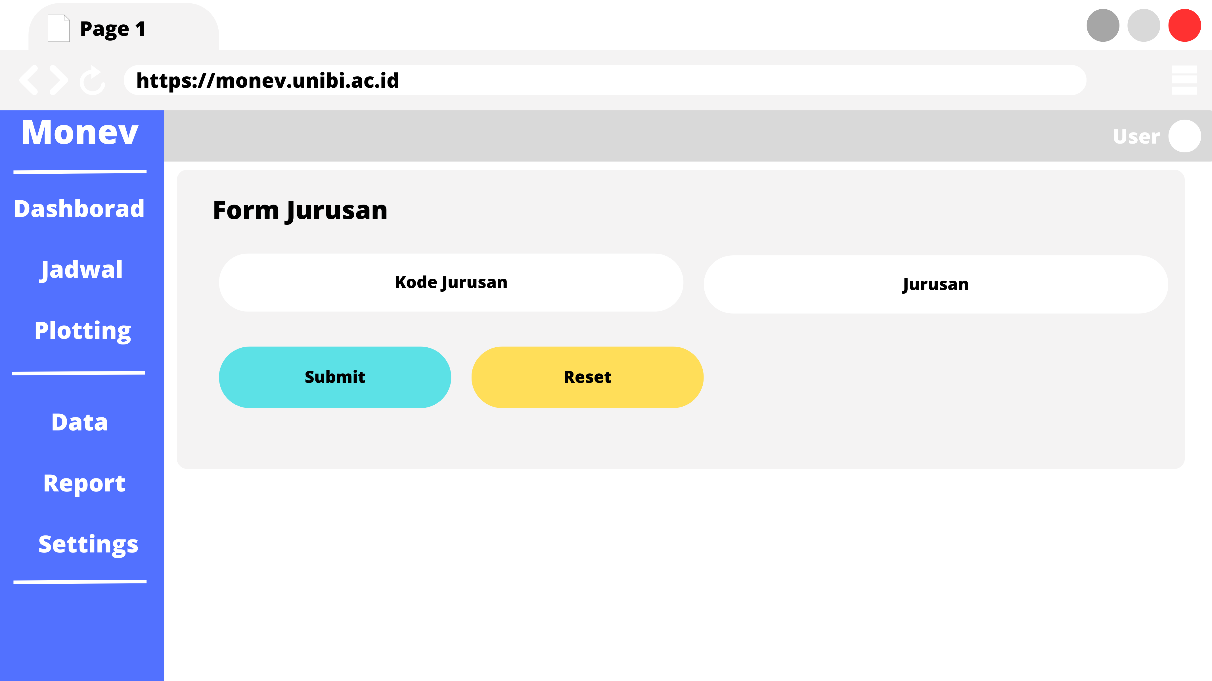 Page 1
https://monev.unibi.ac.id
Monev
User
Dashborad
Jadwal
Plotting
Data
Report
Settings
Form Jurusan
Kode Jurusan
Jurusan
Submit
Reset